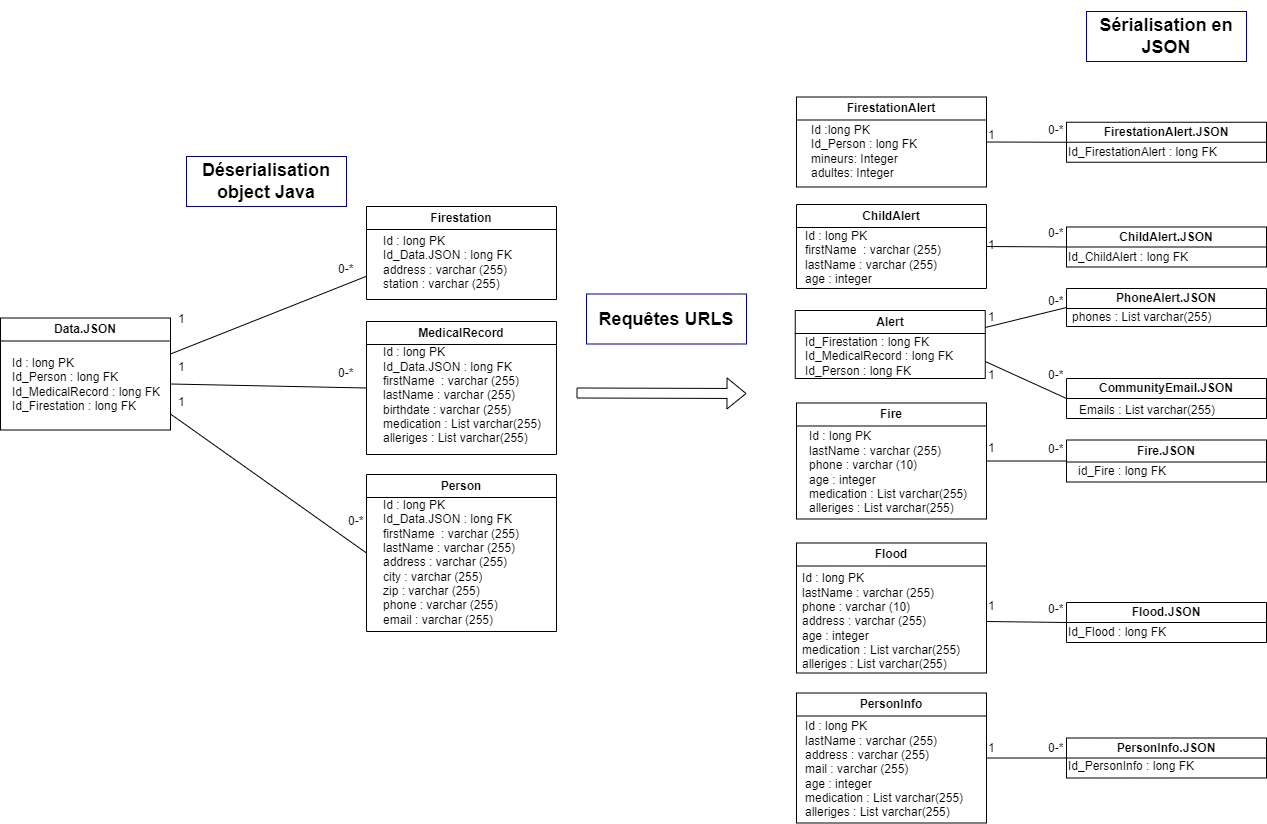 Sérialisation en
JSON
Déserialisation
object Java
Requêtes URLS
Data.JSON
Id : long PK
Id_Person : long FK
Id_MedicalRecord : long FK
Id_Firestation : long FK
1
1
1
0-*
0-*
0-*
Firestation
Id : long PK
Id_Data.JSON : long FK
address : varchar (255)
station : varchar (255)
MedicalRecord
Id : long PK
Id_Data.JSON : long FK
firstName  : varchar (255)
lastName : varchar (255)
birthdate : varchar (255)
medication : List varchar(255)
alleriges : List varchar(255)
Person
Id : long PK
Id_Data.JSON : long FK
firstName  : varchar (255)
lastName : varchar (255)
address : varchar (255)
city : varchar (255)
zip : varchar (255)
phone : varchar (255)
email : varchar (255)
FirestationAlert
Id :long PK
Id_Person : long FK
mineurs: Integer
adultes: Integer
1
0-*
FirestationAlert.JSON
Id_FirestationAlert : long FK
ChildAlert
Id : long PK
firstName  : varchar (255)
lastName : varchar (255)
age : integer
1
0-*
ChildAlert.JSON
Id_ChildAlert : long FK
Alert
Id_Firestation : long FK
Id_MedicalRecord : long FK
Id_Person : long FK
1
1
0-*
PhoneAlert.JSON
phones : List varchar(255)
0-*
CommunityEmail.JSON
Emails : List varchar(255)
Fire
Id : long PK
lastName : varchar (255)
phone : varchar (10)
age : integer
medication : List varchar(255)
alleriges : List varchar(255)
1
0-*
Fire.JSON
id_Fire : long FK
Flood
Id : long PK
lastName : varchar (255)
phone : varchar (10)
address : varchar (255)
age : integer
medication : List varchar(255)
alleriges : List varchar(255)
1
0-*
Flood.JSON
Id_Flood : long FK
PersonInfo
Id : long PK
lastName : varchar (255)
address : varchar (255)
mail : varchar (255)
age : integer
medication : List varchar(255)
alleriges : List varchar(255)
1
0-*
PersonInfo.JSON
Id_PersonInfo : long FK